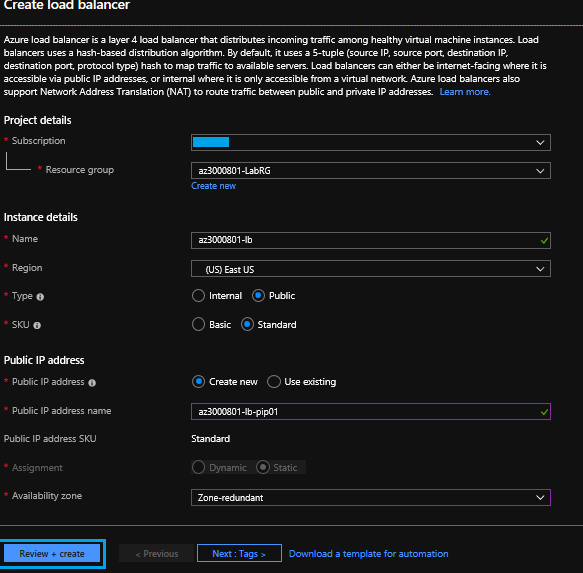 Create load balancer
Azure load balancer is a layer 4 load balancer that distributes incoming traffic among healthy virtual machine instances. Load
balancers uses a hash-based distribution algorithm. By default, it uses a 5-tuple (source IP, source port, destination IP,
destination port, protocol type) hash to map traffic to available servers. Load balancers can either be internet-facing where it is
accessible via public IP addresses, or internal where it is only accessible from a virtual network. Azure load balancers also
support Network Address Translation (NAT) to route traffic between public and private IP addresses. Learn more.
Project details
* Subscription
* Resource group az3000801-LabRG
Create new
Instance details
* Name az3000801-lb
* Region (US) East US
* Type Internal Public
* SKU Basic Standard
Public IP address
* Public IP address Create new Use existing
* Public IP address name az3000801-lb-pip01
Public IP address SKU Standard
* Assignment Dynamic Static
* Availability zone Zone-redundant
Review + create < Previous Next : Tags > Download a template for automation